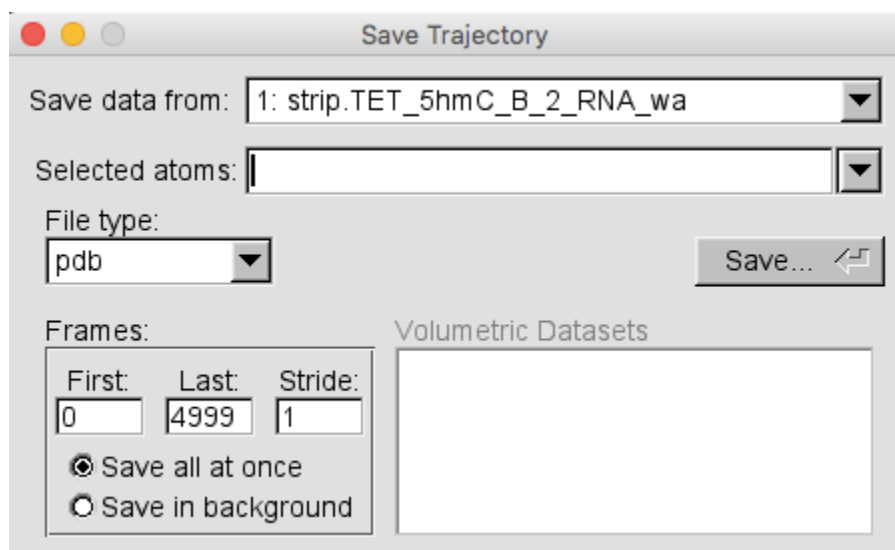 Save Trajectory
Save data from: 1: strip.TET_5hmC_B_2_RNA_wa
Selected atoms:
File type:
pdb
Save...
Frames:
Volumetric Datasets
First: Last: Stride:
0 4999 1
Save all at once
Save in background